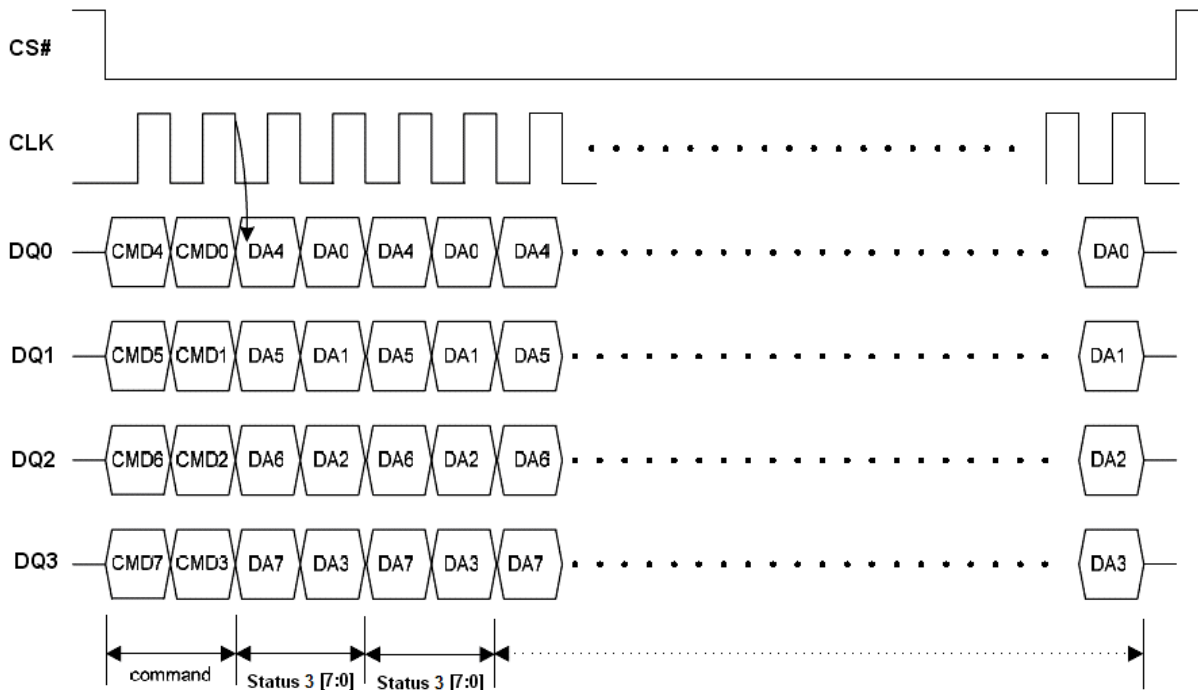 CS#
CLK
DQ0 CMD4 CMD0 DA4 DA0 DA4 DA0 DA4 DA0
DQ1 CMD5 CMD1 DA5 DA1 DA5 DA1 DA5 DA1
DQ2 CMD6 CMD2 DA6 DA2 DA6 DA2 DA6 DA2
DQ3 CMD7 CMD3 DA7 DA3 DA7 DA3 DA7 DA3
command Status 3 [7:0] Status 3 [7:0]